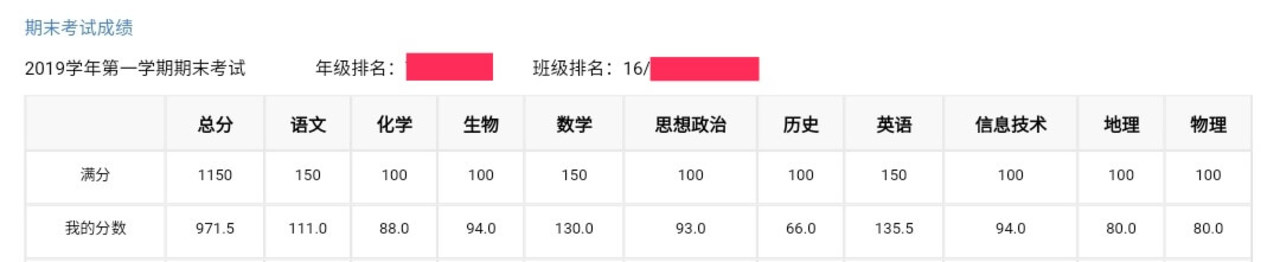 期末考试成绩
2019学年第一学期期末考试 年级排名： 班级排名：16/
总分 语文 化学 生物 数学 思想政治 历史 英语 信息技术 地理 物理
满分 1150 150 100 100 150 100 100 150 100 100 100
我的分数 971.5 111.0 88.0 94.0 130.0 93.0 66.0 135.5 94.0 80.0 80.0